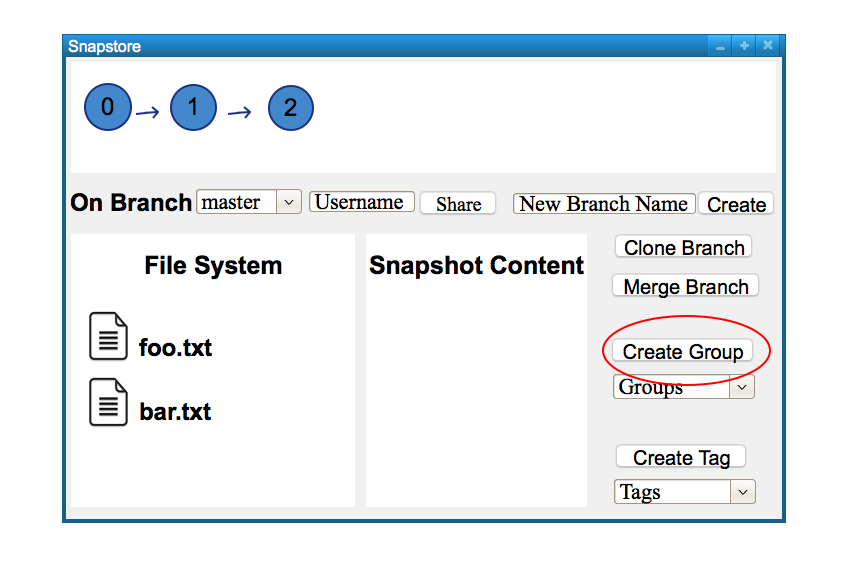 Snapstore
0 1 2
On Branch master Username Share New Branch Name Create
File System
Snapshot Content
foo.txt
bar.txt
Clone Branch
Merge Branch
Create Group
Groups
Create Tag
Tags